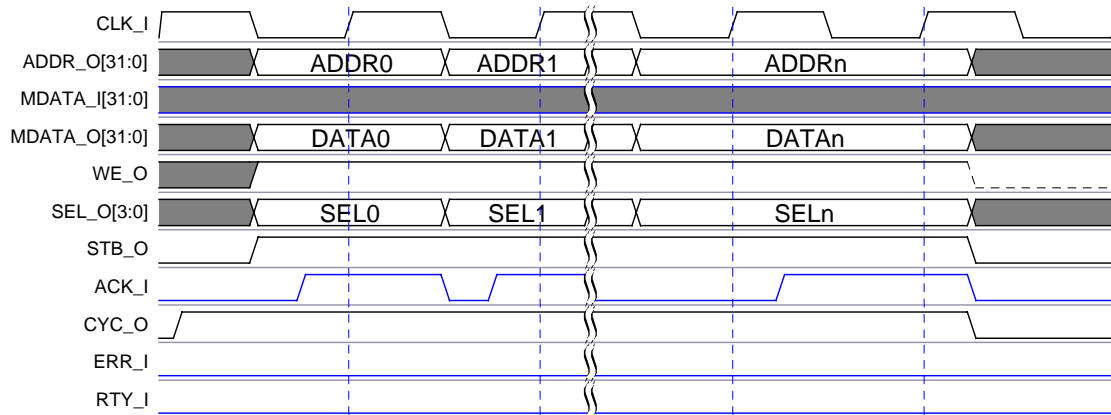 CLK_I
ADDR_O[31:0] ADDR0 ADDR1 ADDRn
MDATA_I[31:0]
MDATA_O[31:0] DATA0 DATA1 DATAn
WE_O
SEL_O[3:0] SEL0 SEL1 SELn
STB_O
ACK_I
CYC_O
ERR_I
RTY_I